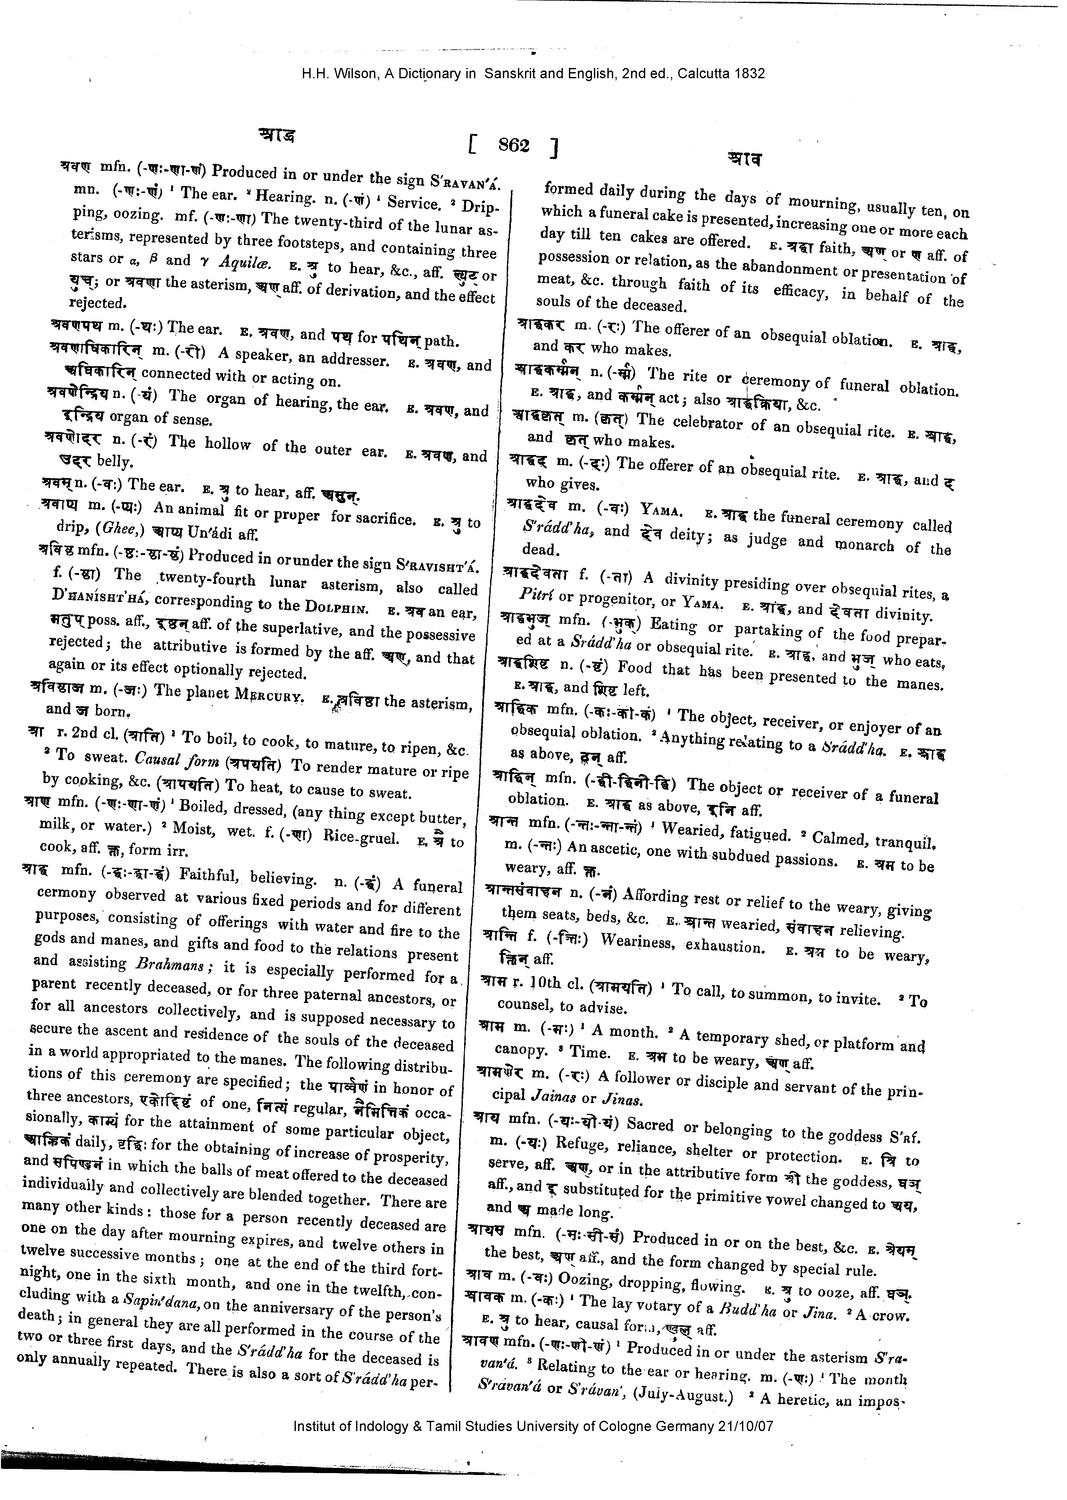 H.H. Wilson, A Dictionary in Sanskrit and English, 2nd ed., Calcutta 1832
श्राद्ध
[ 862 ]
श्राव
श्रवण mfn. (-णः-णा-णं) Produced in or under the sign S'RAVAN'Á.
mn. (-णः-णं) ¹ The ear. ² Hearing. n. (-णं) ¹ Service. ² Drip-
ping, oozing. mf. (-णः-णा) The twenty-third of the lunar as-
terisms, represented by three footsteps, and containing three
stars or α, β and γ Aquilæ. E. श्रु to hear, &c., aff. ल्युट् or
युच्; or श्रवणा the asterism, अण् aff. of derivation, and the effect
rejected.
श्रवणपथ m. (-थः) The ear. E. श्रवण, and पथ for पथिन् path.
श्रवणाधिकारिन् m. (-री) A speaker, an addresser. E. श्रवण, and
अधिकारिन् connected with or acting on.
श्रवणेन्द्रिय n. (-यं) The organ of hearing, the ear. E. श्रवण, and
इन्द्रिय organ of sense.
श्रवणोदर n. (-रं) The hollow of the outer ear. E. श्रवण, and
उदर belly.
श्रवस् n. (-वः) The ear. E. श्रु to hear, aff. असुन्.
श्रवाय्य m. (-य्यः) An animal fit or proper for sacrifice. E. श्रु to
drip, (Ghee,) आय्य Un'ádi aff.
श्रविष्ठ mfn. (-ष्ठः-ष्ठा-ष्ठं) Produced in or under the sign S'RAVISHT'Á.
f. (-ष्ठा) The twenty-fourth lunar asterism, also called
D'HANÍSHT'HÁ, corresponding to the DOLPHIN. E. श्रव an ear,
मतुप् poss. aff., इष्ठन् aff. of the superlative, and the possessive
rejected; the attributive is formed by the aff. अण्, and that
again or its effect optionally rejected.
श्रविष्ठाज m. (-जः) The planet MERCURY. E. श्रविष्ठा the asterism,
and ज born.
श्रा r. 2nd cl. (श्राति) ¹ To boil, to cook, to mature, to ripen, &c.
² To sweat. Causal form (श्रपयति) To render mature or ripe
by cooking, &c. (श्रापयति) To heat, to cause to sweat.
श्राण mfn. (-णः-णा-णं) ¹ Boiled, dressed, (any thing except butter,
milk, or water.) ² Moist, wet. f. (-णा) Rice-gruel. E. श्रै to
cook, aff. क्त, form irr.
श्राद्ध mfn. (-द्धः-द्धा-द्धं) Faithful, believing. n. (-द्धं) A funeral
cermony observed at various fixed periods and for different
purposes, consisting of offerings with water and fire to the
gods and manes, and gifts and food to the relations present
and assisting Brahmans; it is especially performed for a
parent recently deceased, or for three paternal ancestors, or
for all ancestors collectively, and is supposed necessary to
secure the ascent and residence of the souls of the deceased
in a world appropriated to the manes. The following distribu-
tions of this ceremony are specified; the पार्व्वणं in honor of
three ancestors, एकोद्दिष्टं of one, नित्यं regular, नैमित्तिकं occa-
sionally, काम्यं for the attainment of some particular object,
आह्निकं daily, वृद्धिः for the obtaining of increase of prosperity,
and सपिण्डनं in which the balls of meat offered to the deceased
individually and collectively are blended together. There are
many other kinds: those for a person recently deceased are
one on the day after mourning expires, and twelve others in
twelve successive months; one at the end of the third fort-
night, one in the sixth month, and one in the twelfth, con-
cluding with a Sapin'dana, on the anniversary of the person's
death; in general they are all performed in the course of the
two or three first days, and the S'rádd'ha for the deceased is
only annually repeated. There is also a sort of S'rádd'ha per-
formed daily during the days of mourning, usually ten, on
which a funeral cake is presented, increasing one or more each
day till ten cakes are offered. E. श्रद्धा faith, अण् or ण aff. of
possession or relation, as the abandonment or presentation of
meat, &c. through faith of its efficacy, in behalf of the
souls of the deceased.
श्राद्धकर m. (-रः) The offerer of an obsequial oblation. E. श्राद्ध,
and कर who makes.
श्राद्धकर्म्मन् n. (-र्म्म) The rite or ceremony of funeral oblation.
E. श्राद्ध, and कर्म्मन् act; also श्राद्धक्रिया, &c.
श्राद्धकृत् m. (कृत्) The celebrator of an obsequial rite. E. श्राद्ध,
and कृत् who makes.
श्राद्धद m. (-दः) The offerer of an obsequial rite. E. श्राद्ध, and द
who gives.
श्राद्धदेव m. (-वः) YAMA. E. श्राद्ध the funeral ceremony called
S'rádd'ha, and देव deity; as judge and monarch of the
dead.
श्राद्धदेवता f. (-ता) A divinity presiding over obsequial rites, a
Pitrí or progenitor, or YAMA. E. श्राद्ध, and देवता divinity.
श्राद्धभुज् mfn. (-भुक्) Eating or partaking of the food prepar-
ed at a Srádd'ha or obsequial rite. E. श्राद्ध, and भुज् who eats.
श्राद्धशिष्ट n. (-ष्टं) Food that has been presented to the manes.
E. श्राद्ध, and शिष्ट left.
श्राद्धिक mfn. (-कः-की-कं) ¹ The object, receiver, or enjoyer of an
obsequial oblation. ² Anything relating to a Srádd'ha. E. श्राद्ध
as above, ठन् aff.
श्राद्धिन् mfn. (-द्धी-द्धिनी-द्धि) The object or receiver of a funeral
oblation. E. श्राद्ध as above, इनि aff.
श्रान्त mfn. (-न्तः-न्ता-न्तं) ¹ Wearied, fatigued. ² Calmed, tranquil.
m. (-न्तः) An ascetic, one with subdued passions. E. श्रम to be
weary, aff. क्त.
श्रान्तसंवाहन n. (-नं) Affording rest or relief to the weary, giving
them seats, beds, &c. E. श्रान्त wearied, संवाहन relieving.
श्रान्ति f. (-न्तिः) Weariness, exhaustion. E. श्रम to be weary,
क्तिन् aff.
श्राम r. 10th cl. (श्रामयति) ¹ To call, to summon, to invite. ² To
counsel, to advise.
श्राम m. (-मः) ¹ A month. ² A temporary shed, or platform and
canopy. ³ Time. E. श्रम to be weary, अण् aff.
श्रामणेर m. (-रः) A follower or disciple and servant of the prin-
cipal Jainas or Jinas.
श्राय mfn. (-यः-यी-यं) Sacred or belonging to the goddess S'RÍ.
m. (-यः) Refuge, reliance, shelter or protection. E. श्रि to
serve, aff. अण्, or in the attributive form श्री the goddess, घञ्
aff., and इ substituted for the primitive vowel changed to अय,
and अ made long.
श्रायस mfn. (-सः-सी-सं) Produced in or on the best, &c. E. श्रेयस्
the best, अण् aff., and the form changed by special rule.
श्राव m. (-वः) Oozing, dropping, flowing. E. श्रु to ooze, aff. घञ्.
श्रावक m. (-कः) ¹ The lay votary of a Budd'ha or Jina. ² A crow.
E. श्रु to hear, causal form, ण्वुल् aff.
श्रावण mfn. (-णः-णी-णं) ¹ Produced in or under the asterism S'ra-
van'á. ² Relating to the ear or hearing. m. (-णः) ¹ The month
S'rávan'á or S'rávan', (July-August.) ² A heretic, an impos-
Institut of Indology & Tamil Studies University of Cologne Germany 21/10/07